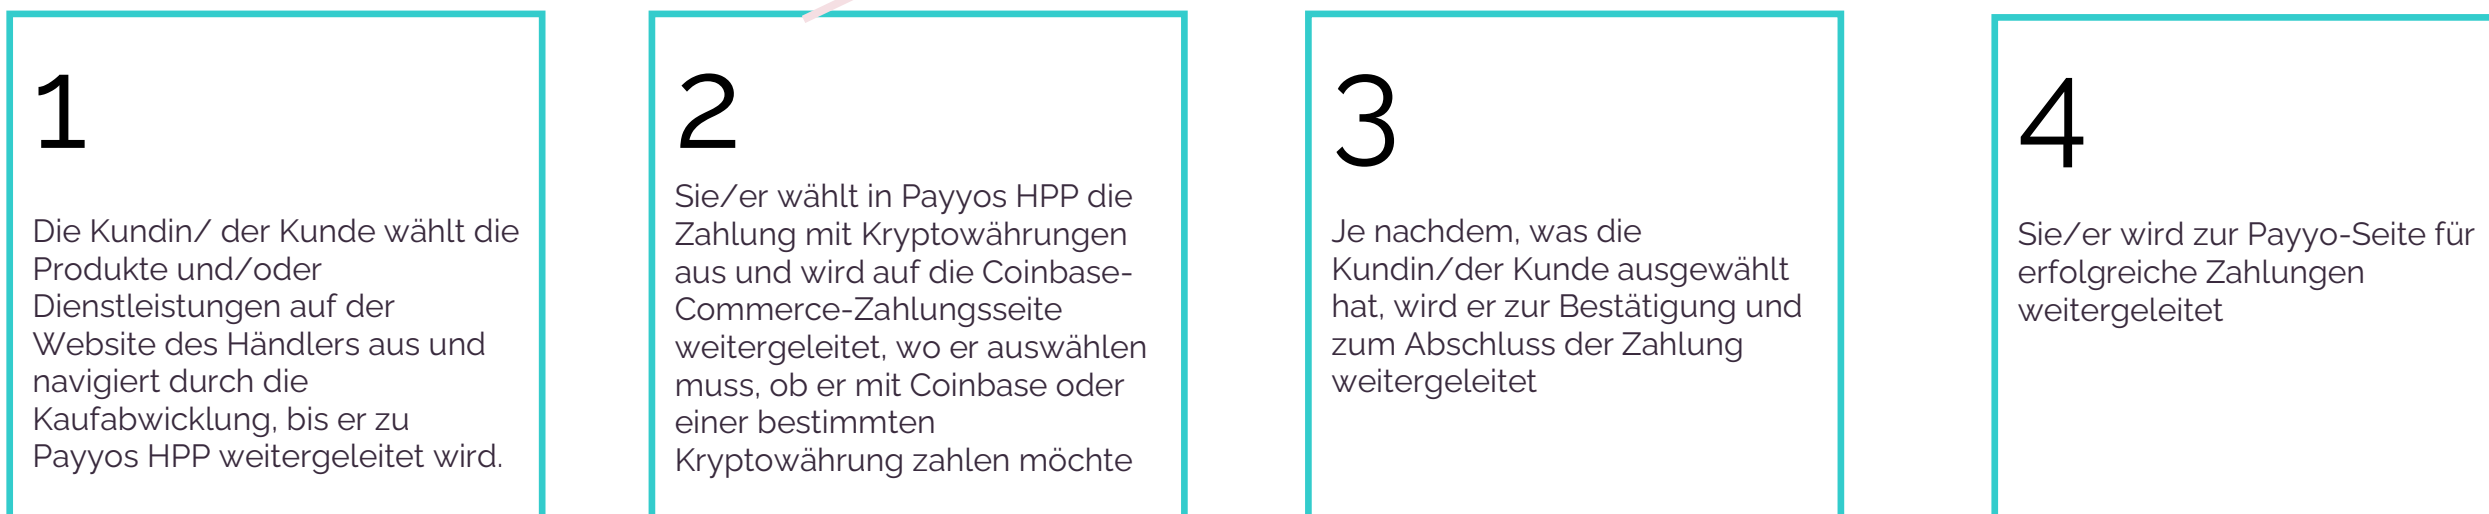 1
Die Kundin/ der Kunde wählt die
Produkte und/oder
Dienstleistungen auf der
Website des Händlers aus und
navigiert durch die
Kaufabwicklung, bis er zu
Payyos HPP weitergeleitet wird.
2
Sie/er wählt in Payyos HPP die
Zahlung mit Kryptowährungen
aus und wird auf die Coinbase-
Commerce-Zahlungsseite
weitergeleitet, wo er auswählen
muss, ob er mit Coinbase oder
einer bestimmten
Kryptowährung zahlen möchte
3
Je nachdem, was die
Kundin/der Kunde ausgewählt
hat, wird er zur Bestätigung und
zum Abschluss der Zahlung
weitergeleitet
4
Sie/er wird zur Payyo-Seite für
erfolgreiche Zahlungen
weitergeleitet